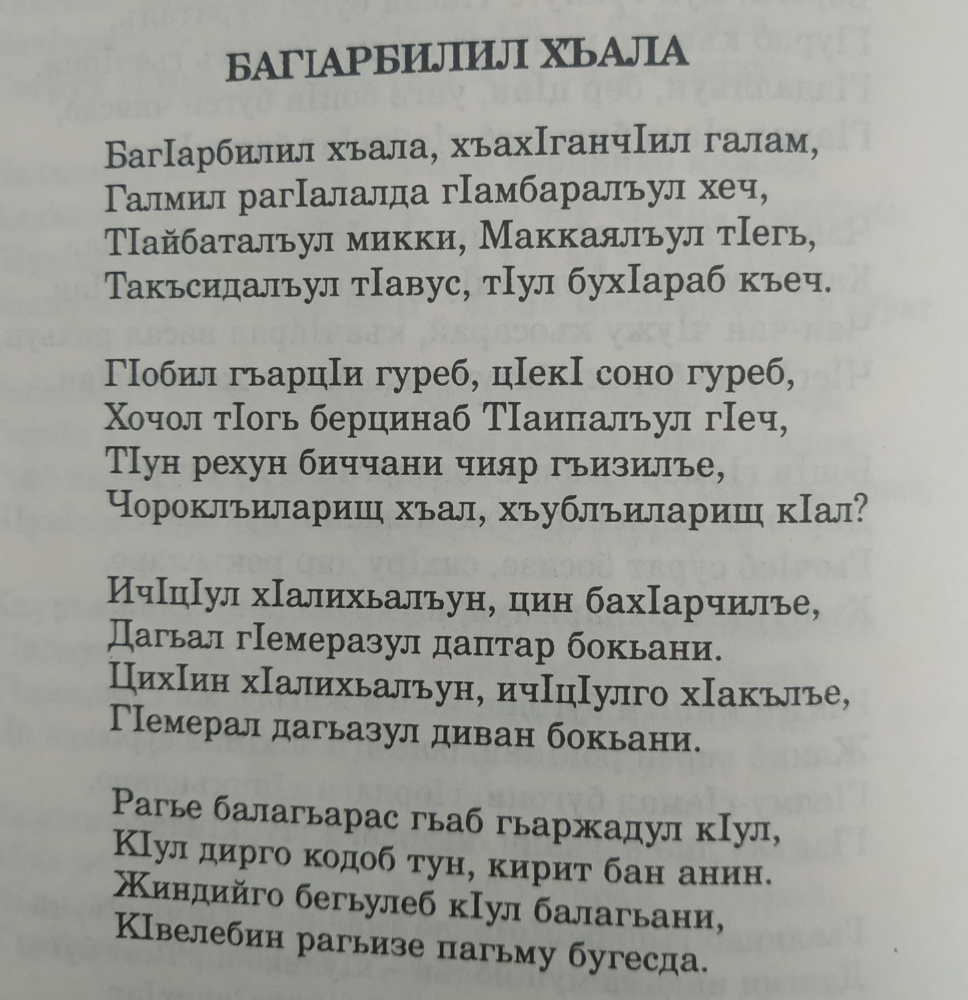 БАГIАРБИЛИЛ ХЪАЛА
БагIарбилил хъала, хъахIганчIил галам,
Галмил рагIалалда гIамбаралъул хеч,
ТIайбаталъул микки, Маккаялъул тIегь,
Такъсидалъул тIавус, тIул бухIараб къеч.
ГIобил гъарцIи гуреб, цIекI соно гуреб,
Хочол тIогь берцинаб ТIаипалъул гIеч,
ТIун рехун биччани чияр гъизилъе,
Чороклъиларищ хъал, хъублъиларищ кIал?
ИчIцIул хIалихьалъун, цин бахIарчилъе,
Дагьал гIемеразул даптар бокьани.
ЦихIин хIалихьалъун, ичIцIулго хIакълъе,
ГIемерал дагьазул диван бокьани.
Рагье балагьарас гьаб гьаржадул кIул,
КIул дирго кодоб тун, кирит бан анин.
Жиндийго бегьулеб кIул балагьани,
КIвелебин рагьизе пагьму бугесда.